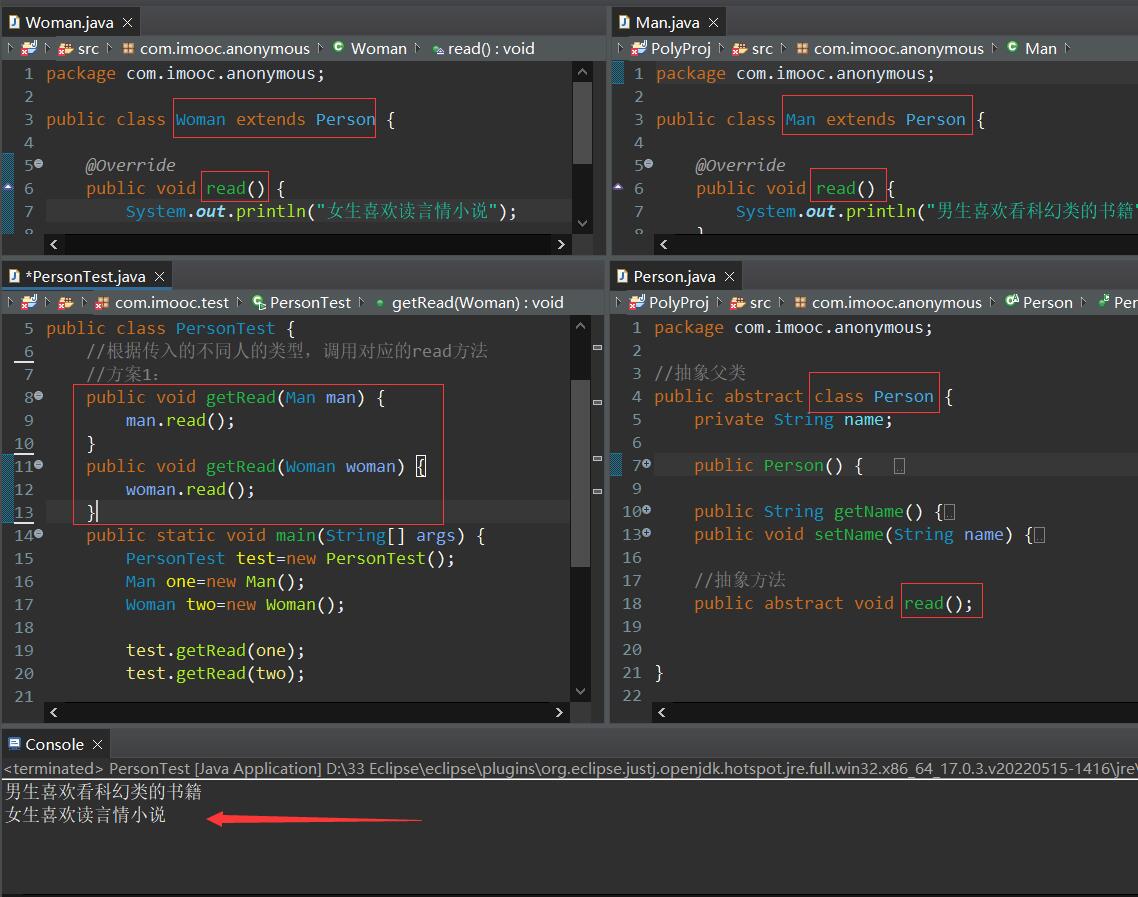 Woman.java
src com.imooc.anonymous Woman read() : void
1 package com.imooc.anonymous;
2
3 public class Woman extends Person {
4
5 @Override
6 public void read() {
7 System.out.println("女生喜欢读言情小说");
Man.java
PolyProj src com.imooc.anonymous Man
1 package com.imooc.anonymous;
2
3 public class Man extends Person {
4
5 @Override
6 public void read() {
7 System.out.println("男生喜欢看科幻类的书籍"
*PersonTest.java
com.imooc.test PersonTest getRead(Woman) : void
5 public class PersonTest {
6 //根据传入的不同人的类型，调用对应的read方法
7 //方案1：
8 public void getRead(Man man) {
9 man.read();
10 }
11 public void getRead(Woman woman) {
12 woman.read();
13 }
14 public static void main(String[] args) {
15 PersonTest test=new PersonTest();
16 Man one=new Man();
17 Woman two=new Woman();
18
19 test.getRead(one);
20 test.getRead(two);
21
Person.java
PolyProj src com.imooc.anonymous Person Per
1 package com.imooc.anonymous;
2
3 //抽象父类
4 public abstract class Person {
5 private String name;
6
7 public Person() {
9
10 public String getName() {
13 public void setName(String name) {
16
17 //抽象方法
18 public abstract void read();
19
20
21 }
22
Console
<terminated> PersonTest [Java Application] D:\33 Eclipse\eclipse\plugins\org.eclipse.justj.openjdk.hotspot.jre.full.win32.x86_64_17.0.3.v20220515-1416\jre\
男生喜欢看科幻类的书籍
女生喜欢读言情小说